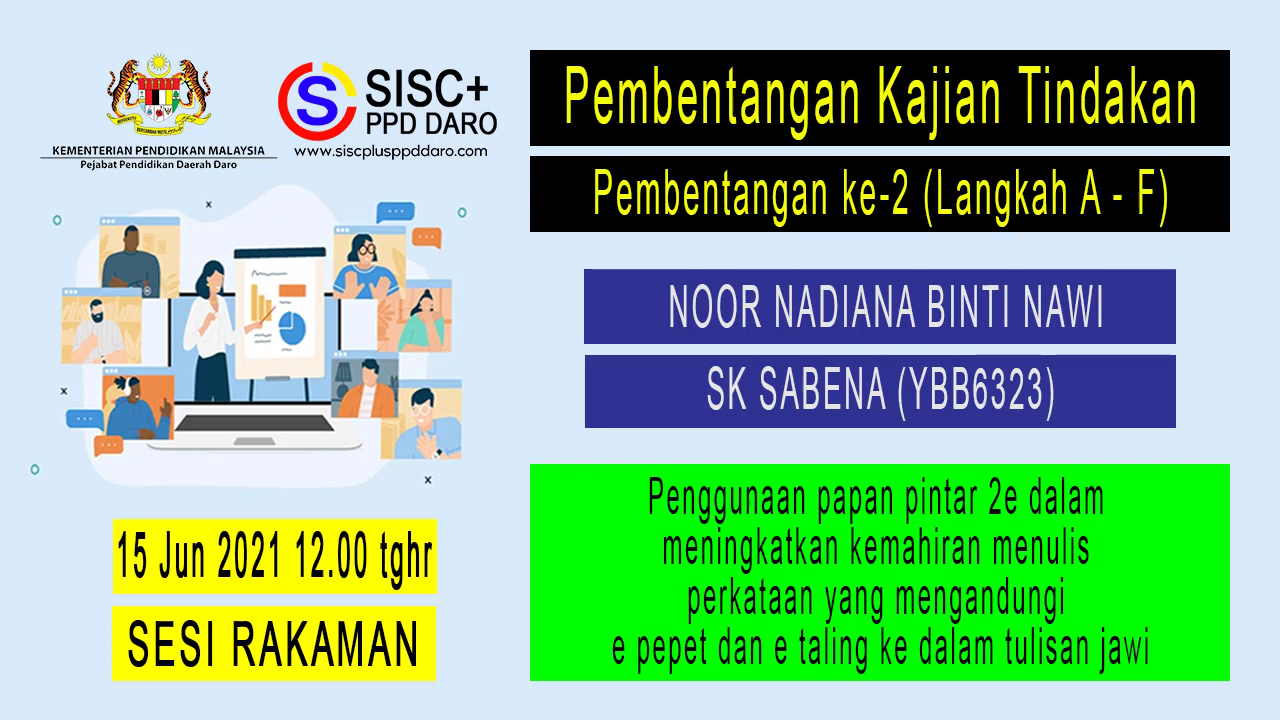 KEMENTERIAN PENDIDIKAN MALAYSIA
Pejabat Pendidikan Daerah Daro
S
SISC+
PPD DARO
www.siscplusppddaro.com
Pembentangan Kajian Tindakan
Pembentangan ke-2 (Langkah A - F)
NOOR NADIANA BINTI NAWI
SK SABENA (YBB6323)
15 Jun 2021 12.00 tghr
SESI RAKAMAN
Penggunaan papan pintar 2e dalam
meningkatkan kemahiran menulis
perkataan yang mengandungi
e pepet dan e taling ke dalam tulisan jawi